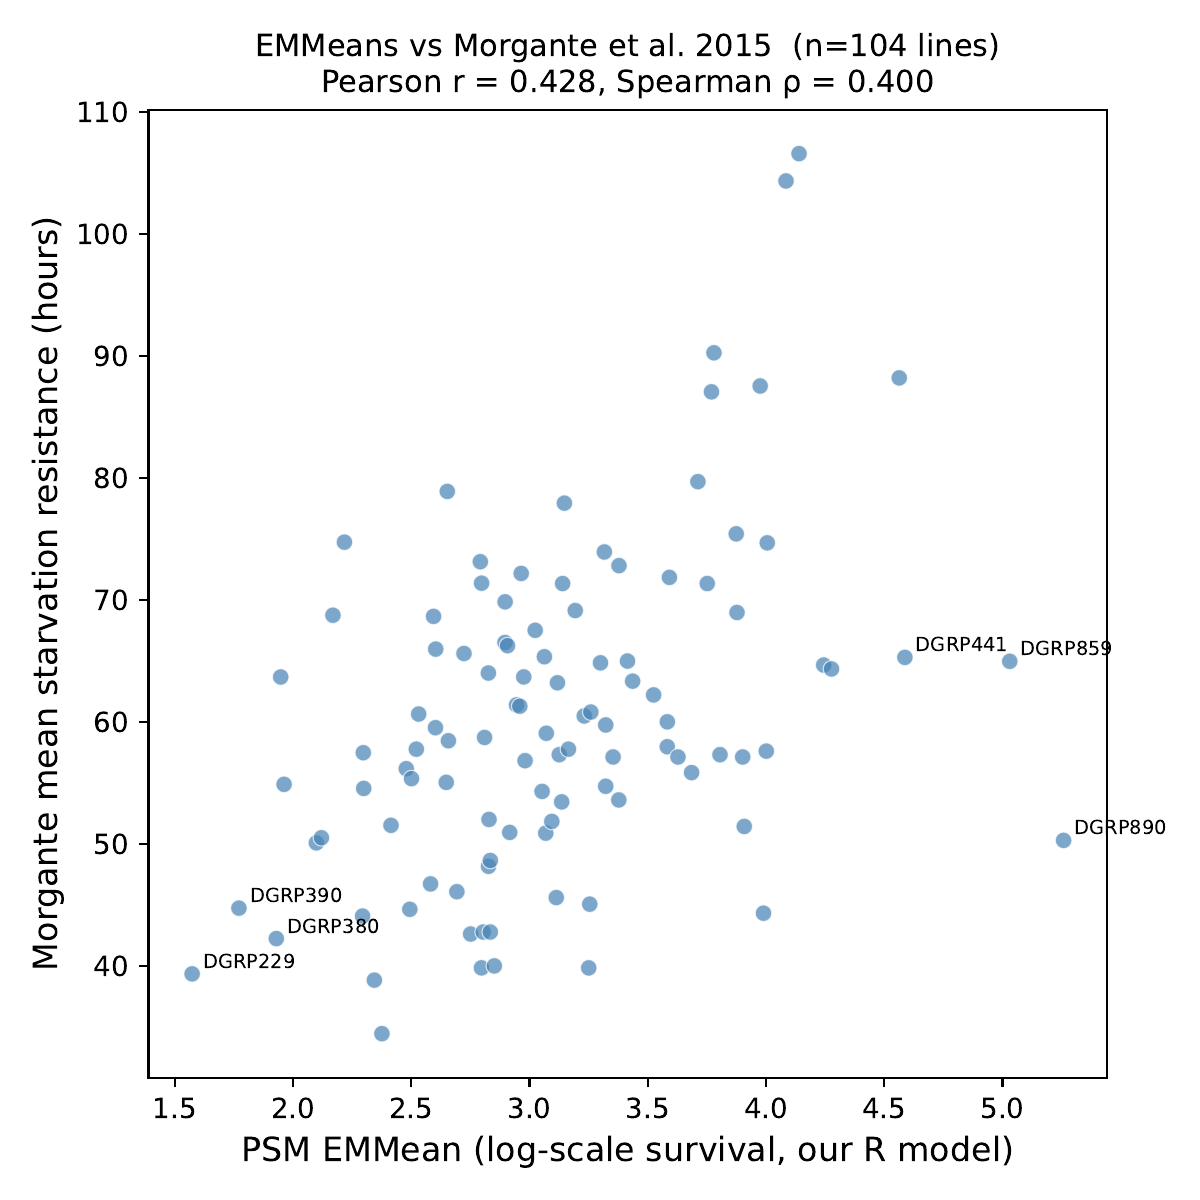 EMMeans vs Morgante et al. 2015 (n=104 lines)
Pearson r = 0.428, Spearman ρ = 0.400
Morgante mean starvation resistance (hours)
110
100
90
80
70
60
50
40
DGRP441
DGRP859
DGRP890
DGRP390
DGRP380
DGRP229
1.5 2.0 2.5 3.0 3.5 4.0 4.5 5.0
PSM EMMean (log-scale survival, our R model)